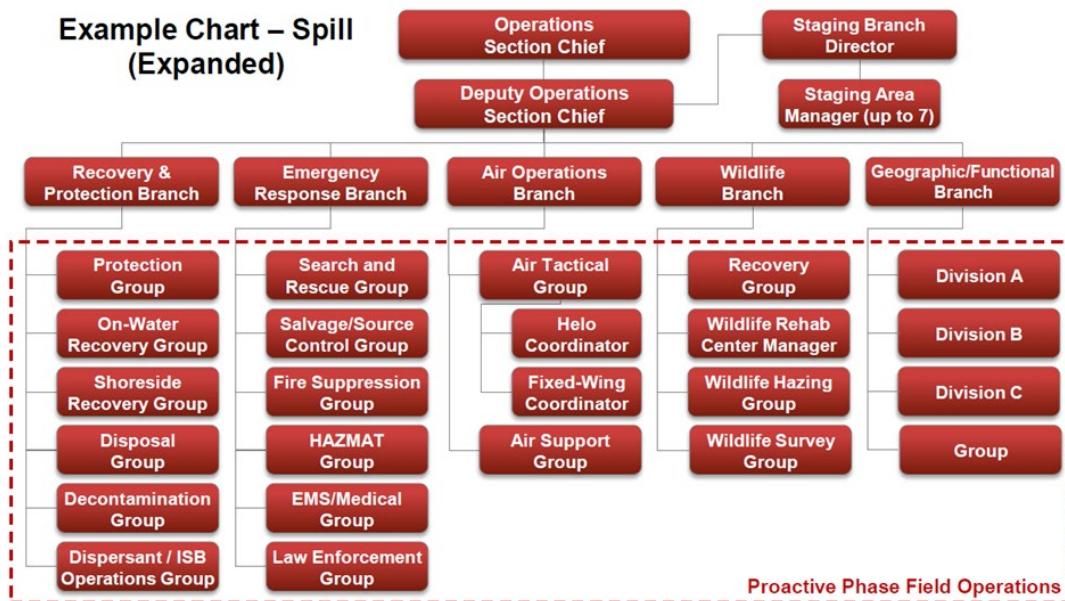 Example Chart – Spill
(Expanded)
Operations
Section Chief
Staging Branch
Director
Deputy Operations
Section Chief
Staging Area
Manager (up to 7)
Recovery &
Protection Branch
Emergency
Response Branch
Air Operations
Branch
Wildlife
Branch
Geographic/Functional
Branch
Protection
Group
On-Water
Recovery Group
Shoreside
Recovery Group
Disposal
Group
Decontamination
Group
Dispersant / ISB
Operations Group
Search and
Rescue Group
Salvage/Source
Control Group
Fire Suppression
Group
HAZMAT
Group
EMS/Medical
Group
Law Enforcement
Group
Air Tactical
Group
Helo
Coordinator
Fixed-Wing
Coordinator
Air Support
Group
Recovery
Group
Wildlife Rehab
Center Manager
Wildlife Hazing
Group
Wildlife Survey
Group
Division A
Division B
Division C
Group
Proactive Phase Field Operations